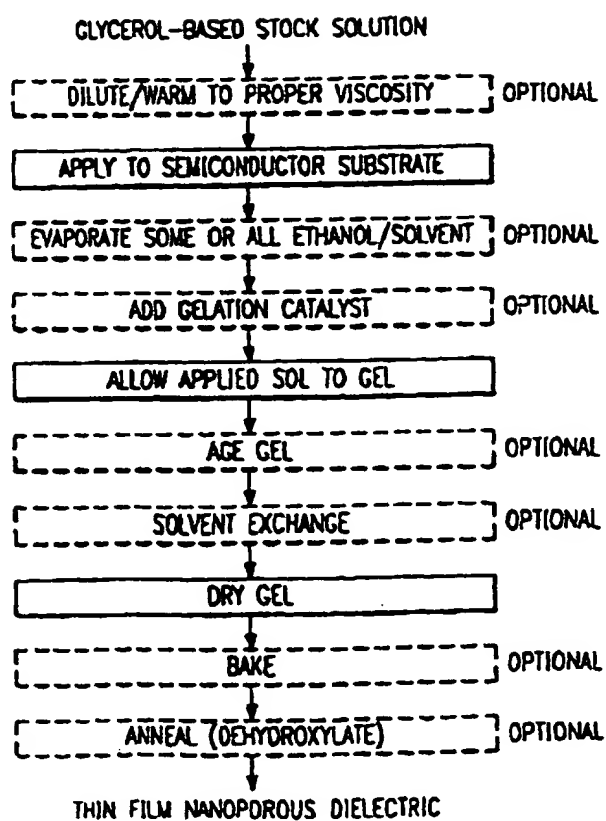 GLYCEROL-BASED STOCK SOLUTION
DILUTE/WARM TO PROPER VISCOSITY OPTIONAL
APPLY TO SEMICONDUCTOR SUBSTRATE
EVAPORATE SOME OR ALL ETHANOL/SOLVENT OPTIONAL
ADD GELATION CATALYST OPTIONAL
ALLOW APPLIED SOL TO GEL
AGE GEL OPTIONAL
SOLVENT EXCHANGE OPTIONAL
DRY GEL
BAKE OPTIONAL
ANNEAL (DEHYDROXYLATE) OPTIONAL
THIN FILM NANOPOROUS DIELECTRIC